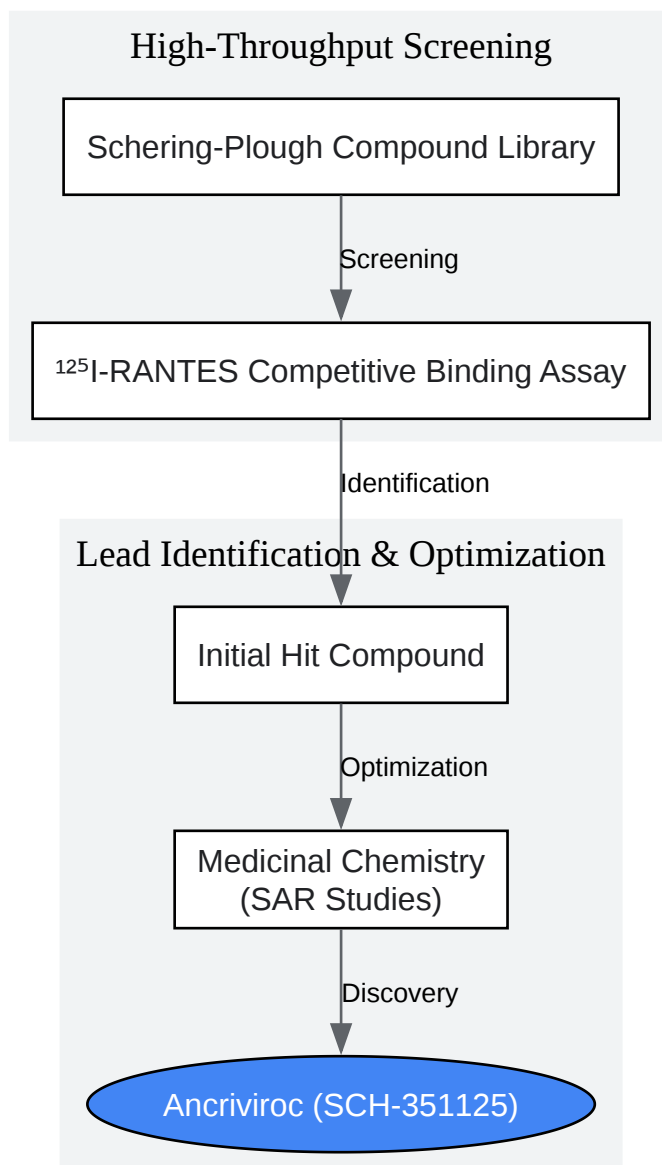 High-Throughput Screening
Schering-Plough Compound Library
Screening
¹²⁵I-RANTES Competitive Binding Assay
Identification
Lead Identification & Optimization
Initial Hit Compound
Optimization
Medicinal Chemistry
(SAR Studies)
Discovery
Ancriviroc (SCH-351125)